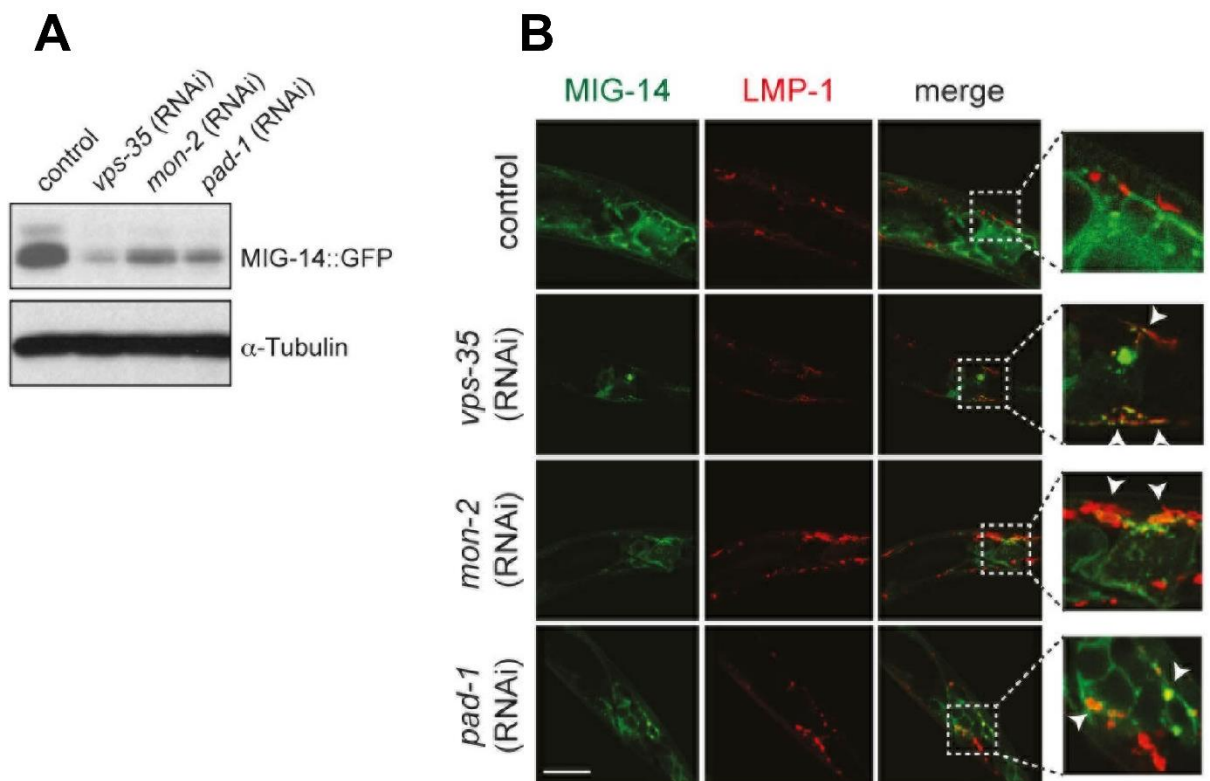 A
control
vps-35 (RNAi)
mon-2 (RNAi)
pad-1 (RNAi)
MIG-14::GFP
α-Tubulin
B
MIG-14
LMP-1
merge
control
vps-35
(RNAi)
mon-2
(RNAi)
pad-1
(RNAi)